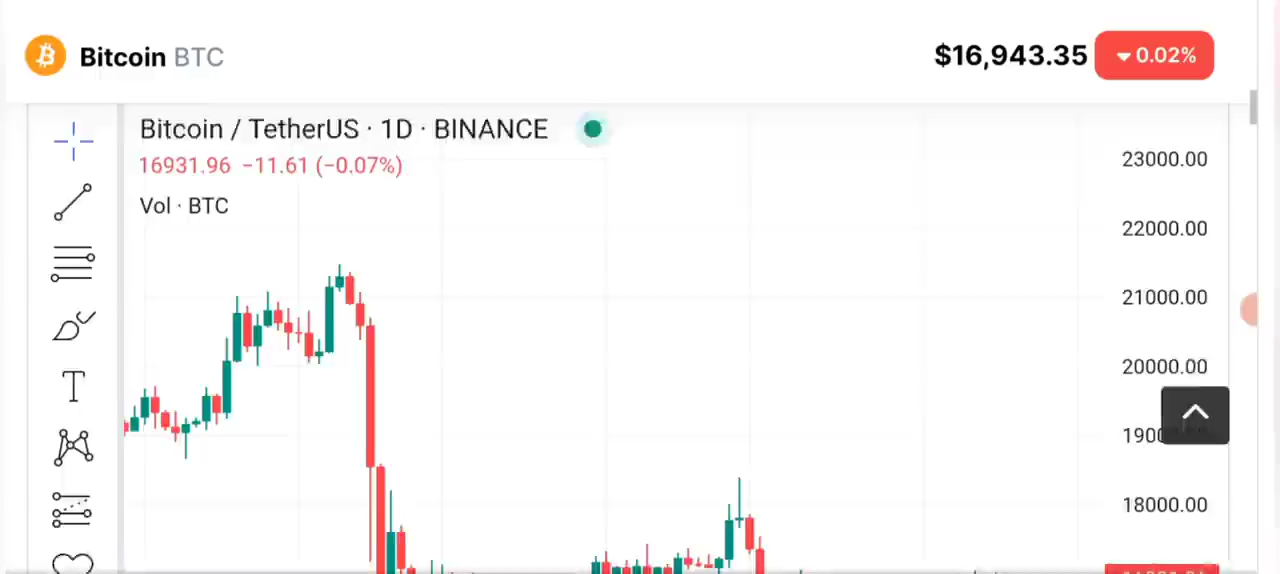 Bitcoin BTC
$16,943.35
0.02%
Bitcoin / TetherUS · 1D · BINANCE
16931.96 −11.61 (−0.07%)
Vol · BTC
23000.00
22000.00
21000.00
20000.00
18000.00
T